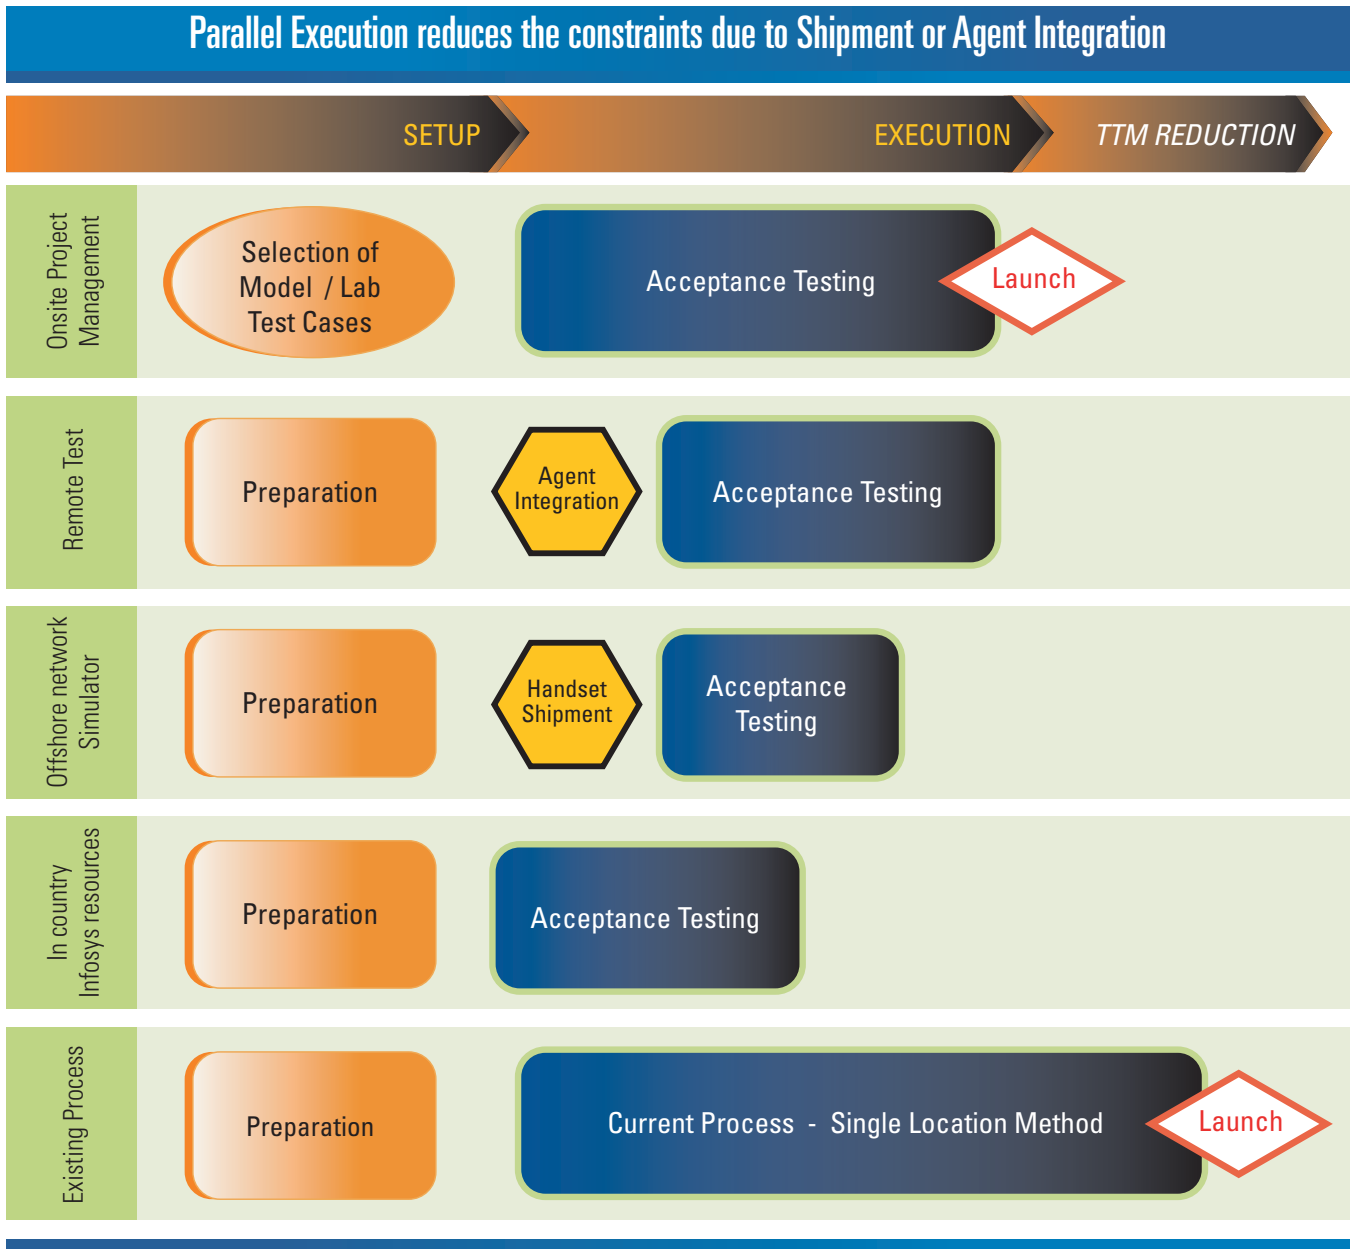 Parallel Execution reduces the constraints due to Shipment or Agent Integration
SETUP
EXECUTION
TTM REDUCTION
Onsite Project
Management
Selection of
Model / Lab
Test Cases
Acceptance Testing
Launch
Remote Test
Preparation
Agent
Integration
Acceptance Testing
Offshore network
Simulator
Preparation
Handset
Shipment
Acceptance
Testing
In country
Infosys resources
Preparation
Acceptance Testing
Existing Process
Preparation
Current Process - Single Location Method
Launch